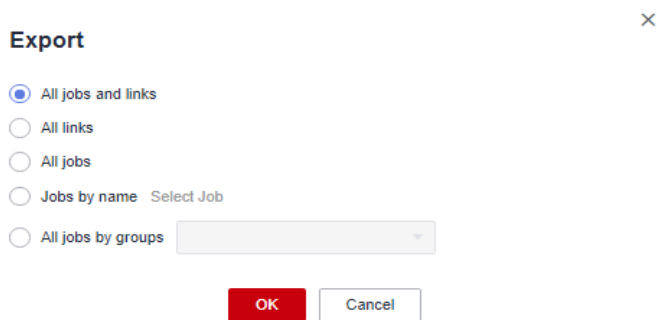 Export
All jobs and links
All links
All jobs
Jobs by name Select Job
All jobs by groups
OK Cancel